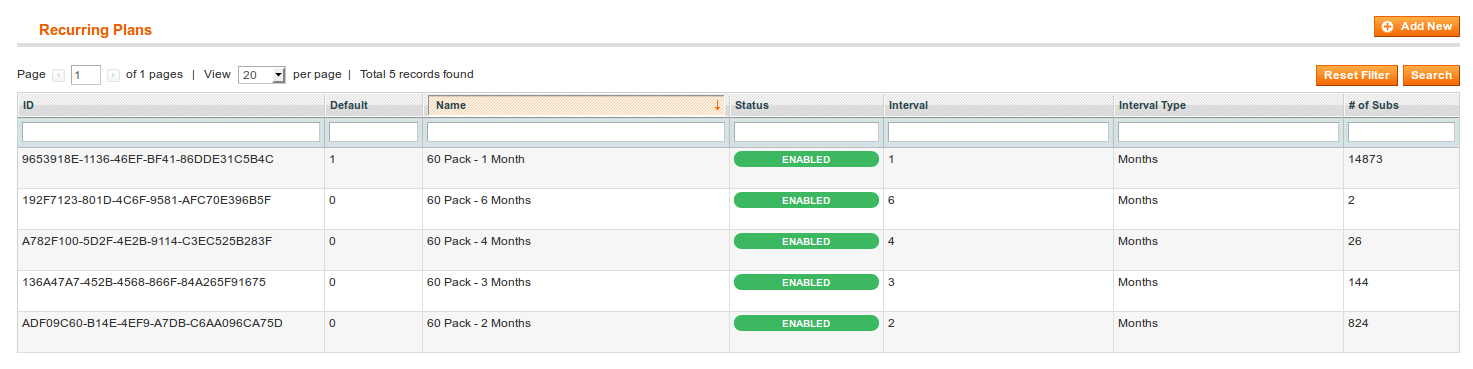 Recurring Plans
Add New
Page 1 of 1 pages | View 20 per page | Total 5 records found
Reset Filter Search
ID Default Name Status Interval Interval Type # of Subs
9653918E-1136-46EF-BF41-86DDE31C5B4C 1 60 Pack - 1 Month ENABLED 1 Months 14873
192F7123-801D-4C6F-9581-AFC70E396B5F 0 60 Pack - 6 Months ENABLED 6 Months 2
A782F100-5D2F-4E2B-9114-C3EC525B283F 0 60 Pack - 4 Months ENABLED 4 Months 26
136A47A7-452B-4568-866F-84A265F91675 0 60 Pack - 3 Months ENABLED 3 Months 144
ADF09C60-B14E-4EF9-A7DB-C6AA096CA75D 0 60 Pack - 2 Months ENABLED 2 Months 824